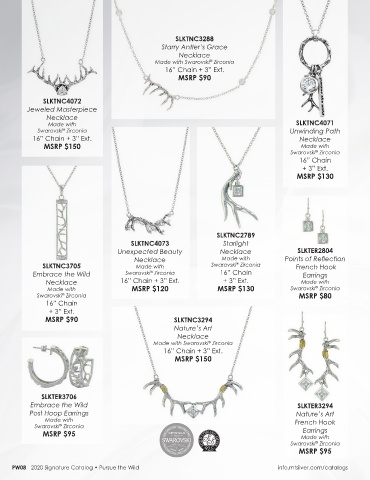 SLKTNC4072
Jeweled Masterpiece
Necklace
Made with
Swarovski® Zirconia
16" Chain + 3" Ext.
MSRP $150
SLKTNC3288
Starry Antler's Grace
Necklace
Made with Swarovski® Zirconia
16" Chain + 3" Ext.
MSRP $90
SLKTNC4071
Unwinding Path
Necklace
Made with
Swarovski® Zirconia
16" Chain
+ 3" Ext.
MSRP $130
SLKTNC3705
Embrace the Wild
Necklace
Made with
Swarovski® Zirconia
16" Chain
+ 3" Ext.
MSRP $90
SLKTNC4073
Unexpected Beauty
Necklace
Made with
Swarovski® Zirconia
16" Chain + 3" Ext.
MSRP $120
SLKTNC2789
Starlight
Necklace
Made with
Swarovski® Zirconia
16" Chain
+ 3" Ext.
MSRP $130
SLKTER2804
Points of Reflection
French Hook
Earrings
Made with
Swarovski® Zirconia
MSRP $80
SLKTER3706
Embrace the Wild
Post Hoop Earrings
Made with
Swarovski® Zirconia
MSRP $95
SLKTNC3294
Nature's Art
Necklace
Made with Swarovski® Zirconia
16" Chain + 3" Ext.
MSRP $150
SLKTER3294
Nature's Art
French Hook
Earrings
Made with
Swarovski® Zirconia
MSRP $95
SWAROVSKI
FW08 2020 Signature Catalog • Pursue the Wild
info.mtsilver.com/catalogs